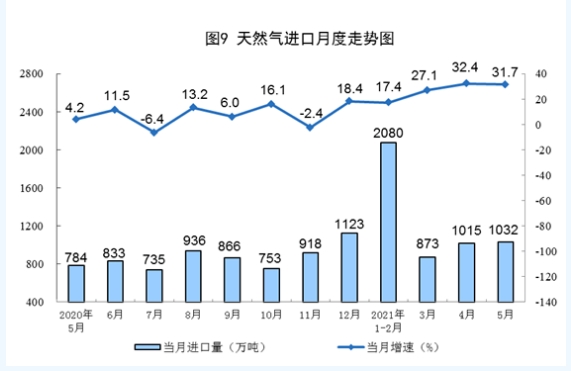 图9 天然气进口月度走势图
2800 2400 2000 1600 1200 800 400
40 20 0 -20 -40 -60 -80 -100 -120 -140
4.2 11.5 -6.4 13.2 6.0 16.1 -2.4 18.4 17.4 27.1 32.4 31.7
784 833 735 936 866 753 918 1123 2080 873 1015 1032
2020年 6月 7月 8月 9月 10月 11月 12月 2021年 3月 4月 5月
5月 1-2月
当月进口量（万吨） 当月增速（%）